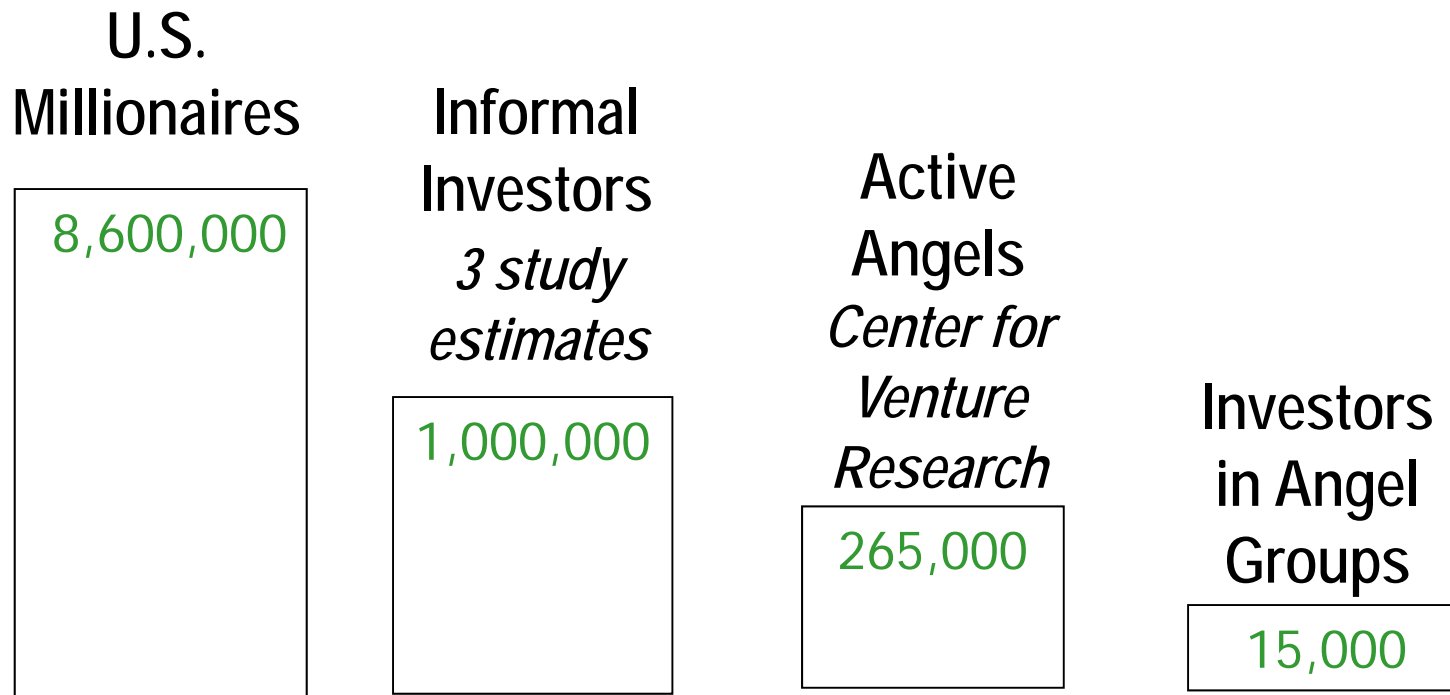 U.S.
Millionaires
8,600,000
Informal
Investors
3 study
estimates
1,000,000
Active
Angels
Center for
Venture
Research
265,000
Investors
in Angel
Groups
15,000